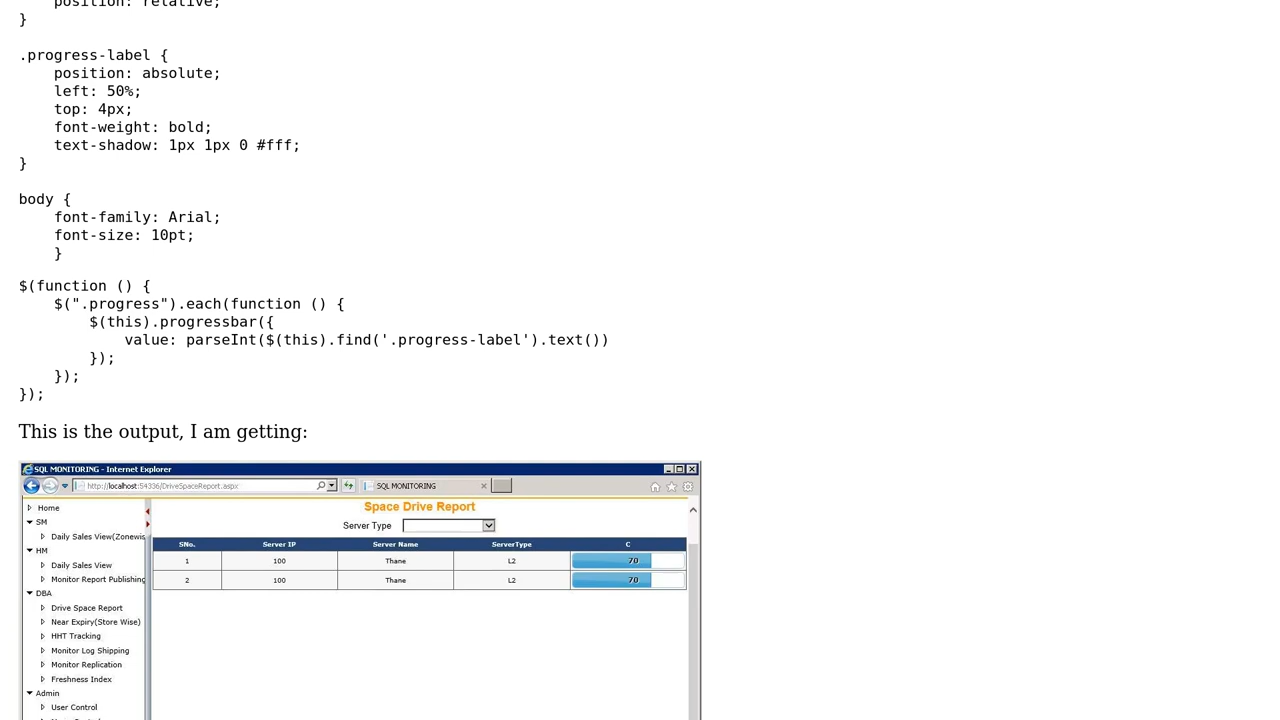 position: relative;
}
.progress-label {
position: absolute;
left: 50%;
top: 4px;
font-weight: bold;
text-shadow: 1px 1px 0 #fff;
}
body {
font-family: Arial;
font-size: 10pt;
}
$(function () {
$(".progress").each(function () {
$(this).progressbar({
value: parseInt($(this).find('.progress-label').text())
});
});
});
This is the output, I am getting:
SQL MONITORING - Internet Explorer
http://localhost:54336/DriveSpaceReport.aspx
SQL MONITORING
Space Drive Report
Server Type
SNo. Server IP Server Name ServerType C
1 100 Thane L2 70
2 100 Thane L2 70
Home
SM
Daily Sales View(Zonewis
HM
Daily Sales View
Monitor Report Publishing
DBA
Drive Space Report
Near Expiry(Store Wise)
HHT Tracking
Monitor Log Shipping
Monitor Replication
Freshness Index
Admin
User Control